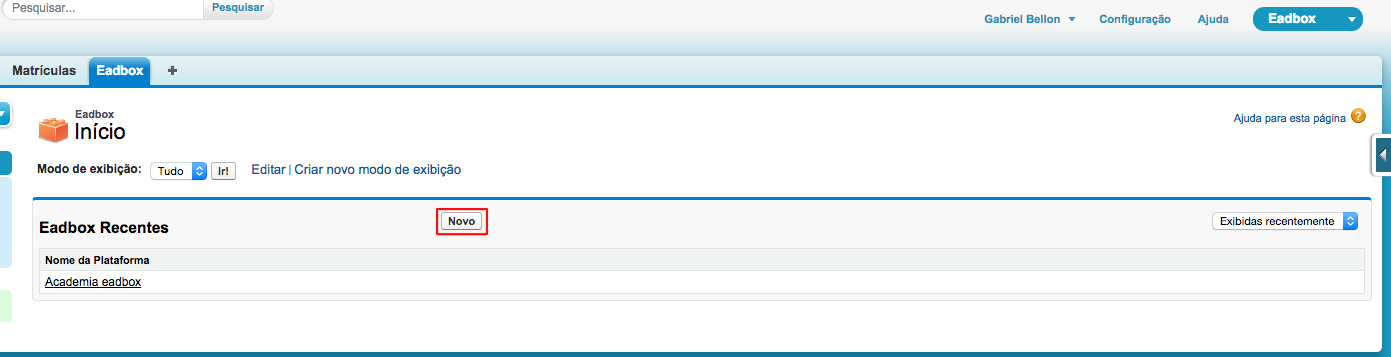 Pesquisar...
Pesquisar
Gabriel Bellon
Configuração
Ajuda
Eadbox
Matrículas
Eadbox
+
Eadbox
Início
Ajuda para esta página ?
Modo de exibição: Tudo Ir! Editar | Criar novo modo de exibição
Eadbox Recentes
Novo
Exibidas recentemente
Nome da Plataforma
Academia eadbox